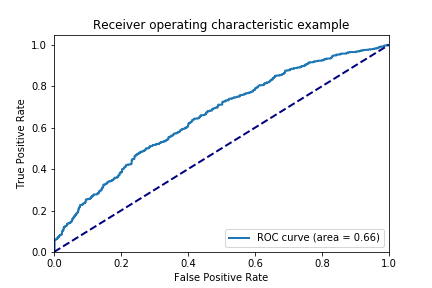 Receiver operating characteristic example
True Positive Rate
1.0
0.8
0.6
0.4
0.2
0.0
ROC curve (area = 0.66)
0.0 0.2 0.4 0.6 0.8 1.0
False Positive Rate